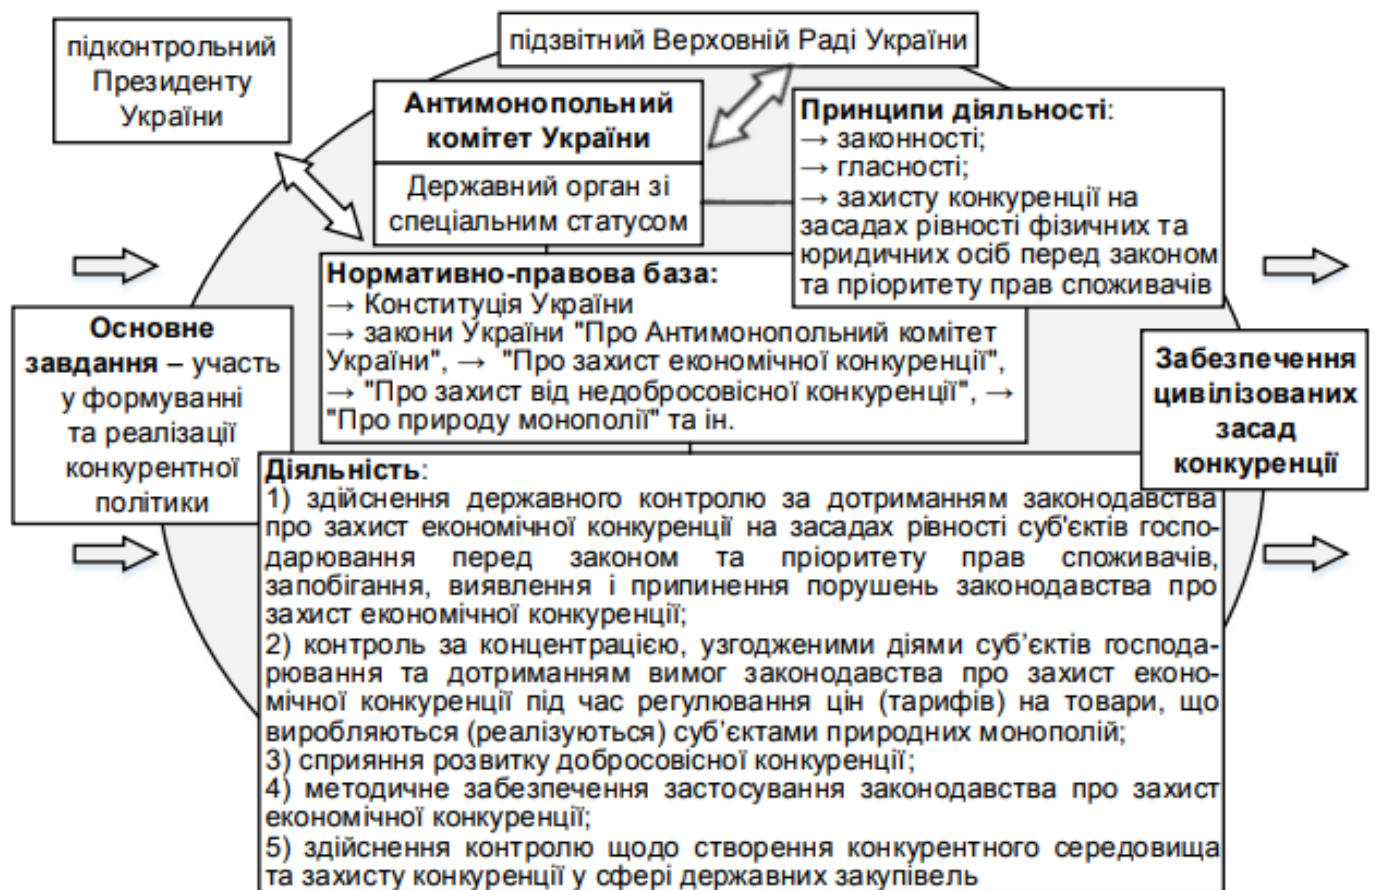 підконтрольний
Президенту
України
підзвітний Верховній Раді України
Антимонопольний
комітет України
Державний орган зі
спеціальним статусом
Принципи діяльності:
→ законності;
→ гласності;
→ захисту конкуренції на
засадах рівності фізичних та
юридичних осіб перед законом
та пріоритету прав споживачів
Нормативно-правова база:
→ Конституція України
→ закони України "Про Антимонопольний комітет
України", → "Про захист економічної конкуренції",
→ "Про захист від недобросовісної конкуренції", →
"Про природу монополії" та ін.
Основне
завдання – участь
у формуванні
та реалізації
конкурентної
політики
Забезпечення
цивілізованих
засад
конкуренції
Діяльність:
1) здійснення державного контролю за дотриманням законодавства
про захист економічної конкуренції на засадах рівності суб'єктів госпо-
дарювання перед законом та пріоритету прав споживачів,
запобігання, виявлення і припинення порушень законодавства про
захист економічної конкуренції;
2) контроль за концентрацією, узгодженими діями суб’єктів господа-
рювання та дотриманням вимог законодавства про захист еконо-
мічної конкуренції під час регулювання цін (тарифів) на товари, що
виробляються (реалізуються) суб’єктами природних монополій;
3) сприяння розвитку добросовісної конкуренції;
4) методичне забезпечення застосування законодавства про захист
економічної конкуренції;
5) здійснення контролю щодо створення конкурентного середовища
та захисту конкуренції у сфері державних закупівель